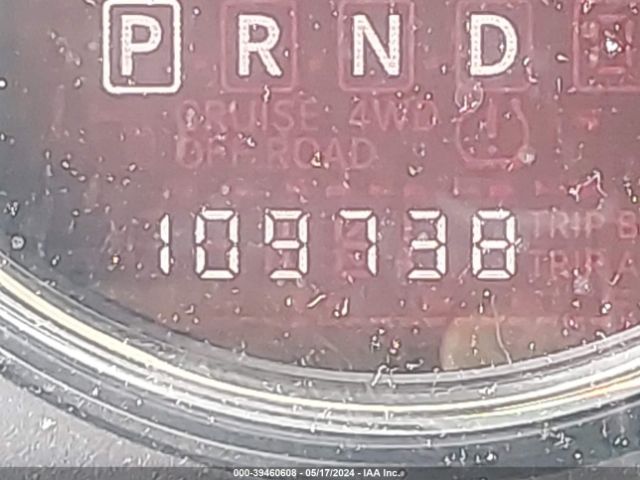 P R N D
CRUISE 4WD
OFF ROAD
109738
TRIP B
TRIP A
000-39460608 - 05/17/2024 - IAA Inc.